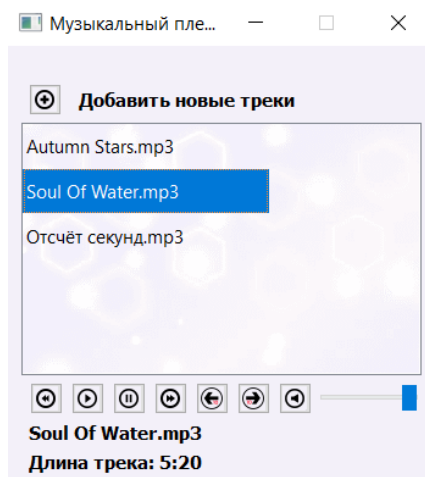 Музыкальный пле...
Добавить новые треки
Autumn Stars.mp3
Soul Of Water.mp3
Отсчёт секунд.mp3
Soul Of Water.mp3
Длина трека: 5:20